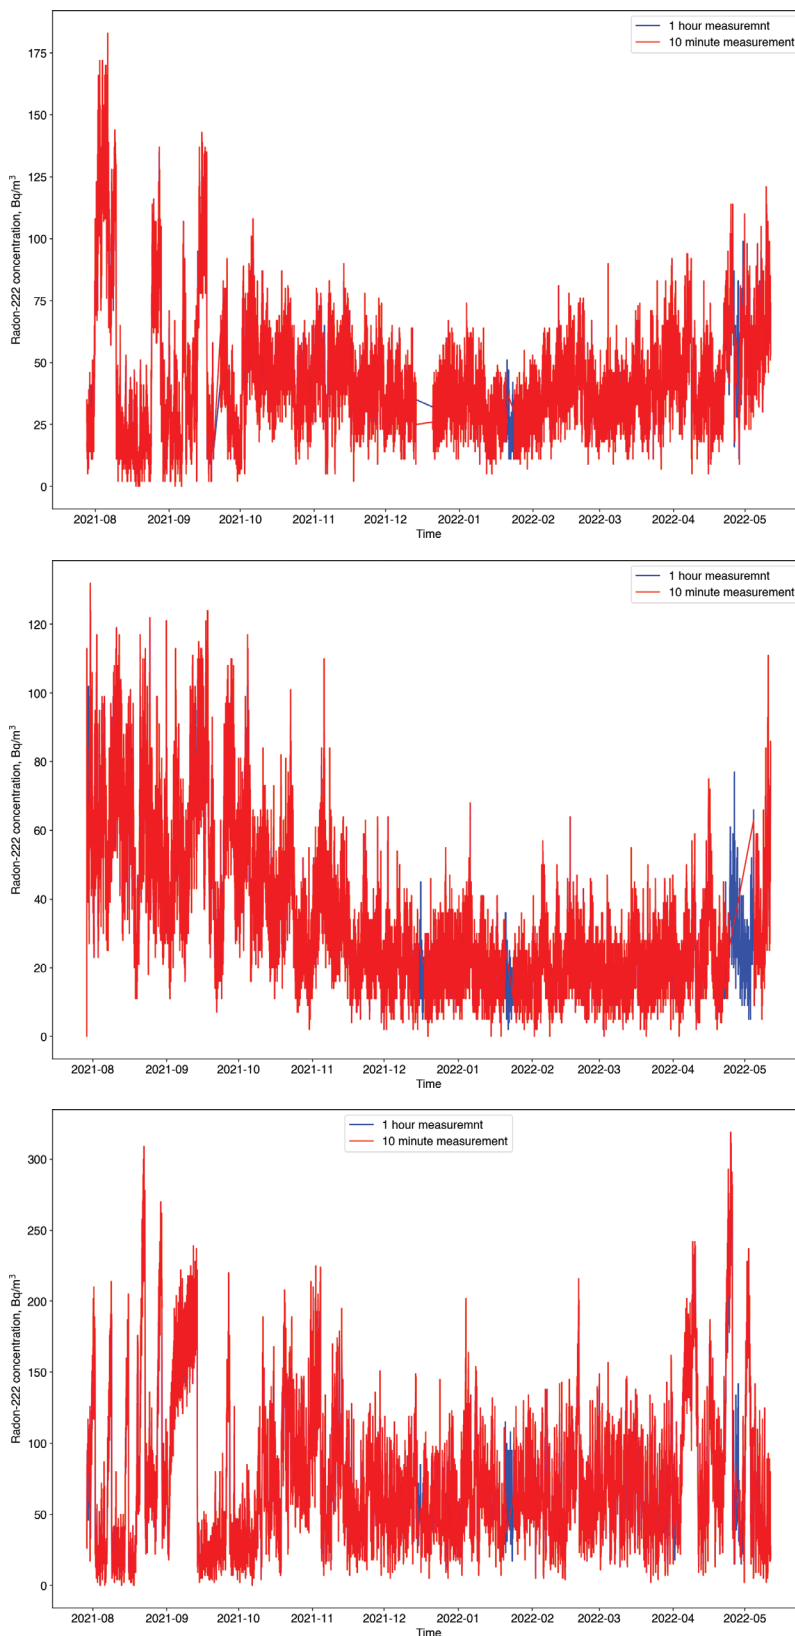 1 hour measuremnt
10 minute measurement
175
150
125
100
75
50
25
0
Radon-222 concentration, Bq/m³
2021-08 2021-09 2021-10 2021-11 2021-12 2022-01 2022-02 2022-03 2022-04 2022-05
Time
1 hour measuremnt
10 minute measurement
120
100
80
60
40
20
0
Radon-222 concentration, Bq/m³
2021-08 2021-09 2021-10 2021-11 2021-12 2022-01 2022-02 2022-03 2022-04 2022-05
Time
1 hour measuremnt
10 minute measurement
300
250
200
150
100
50
0
Radon-222 concentration, Bq/m³
2021-08 2021-09 2021-10 2021-11 2021-12 2022-01 2022-02 2022-03 2022-04 2022-05
Time